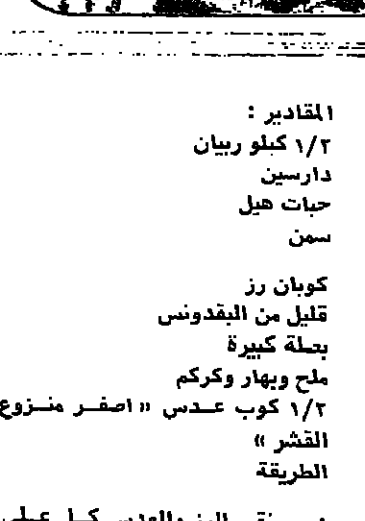 المقادير :
١/٢ كيلو ربيان
دارسين
حبات هيل
سمن
كوبان رز
قليل من البقدونس
بصلة كبيرة
ملح وبهار وكركم
١/٢ كوب عدس « اصفر منزوع
القشر »
الطريقة